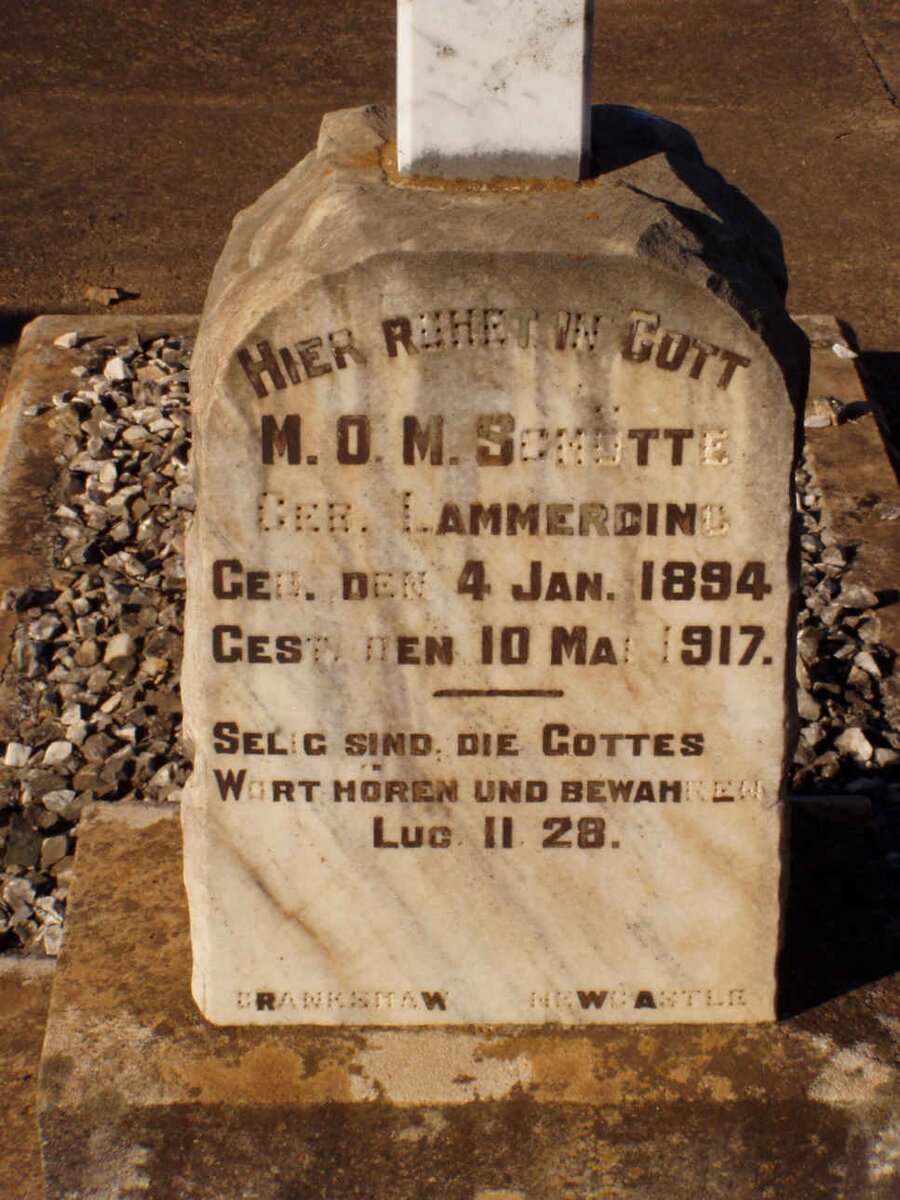 HIER RUHET IN GOTT
M. O. M. SCHÜTTE
GEB. LAMMERDING
GEB. DEN 4 JAN. 1894
GEST. DEN 10 MAI 1917.
SELIG SIND, DIE GOTTES
WORT HÖREN UND BEWAHREN
LUC. 11. 28.
CRANKSHAW NEWCASTLE